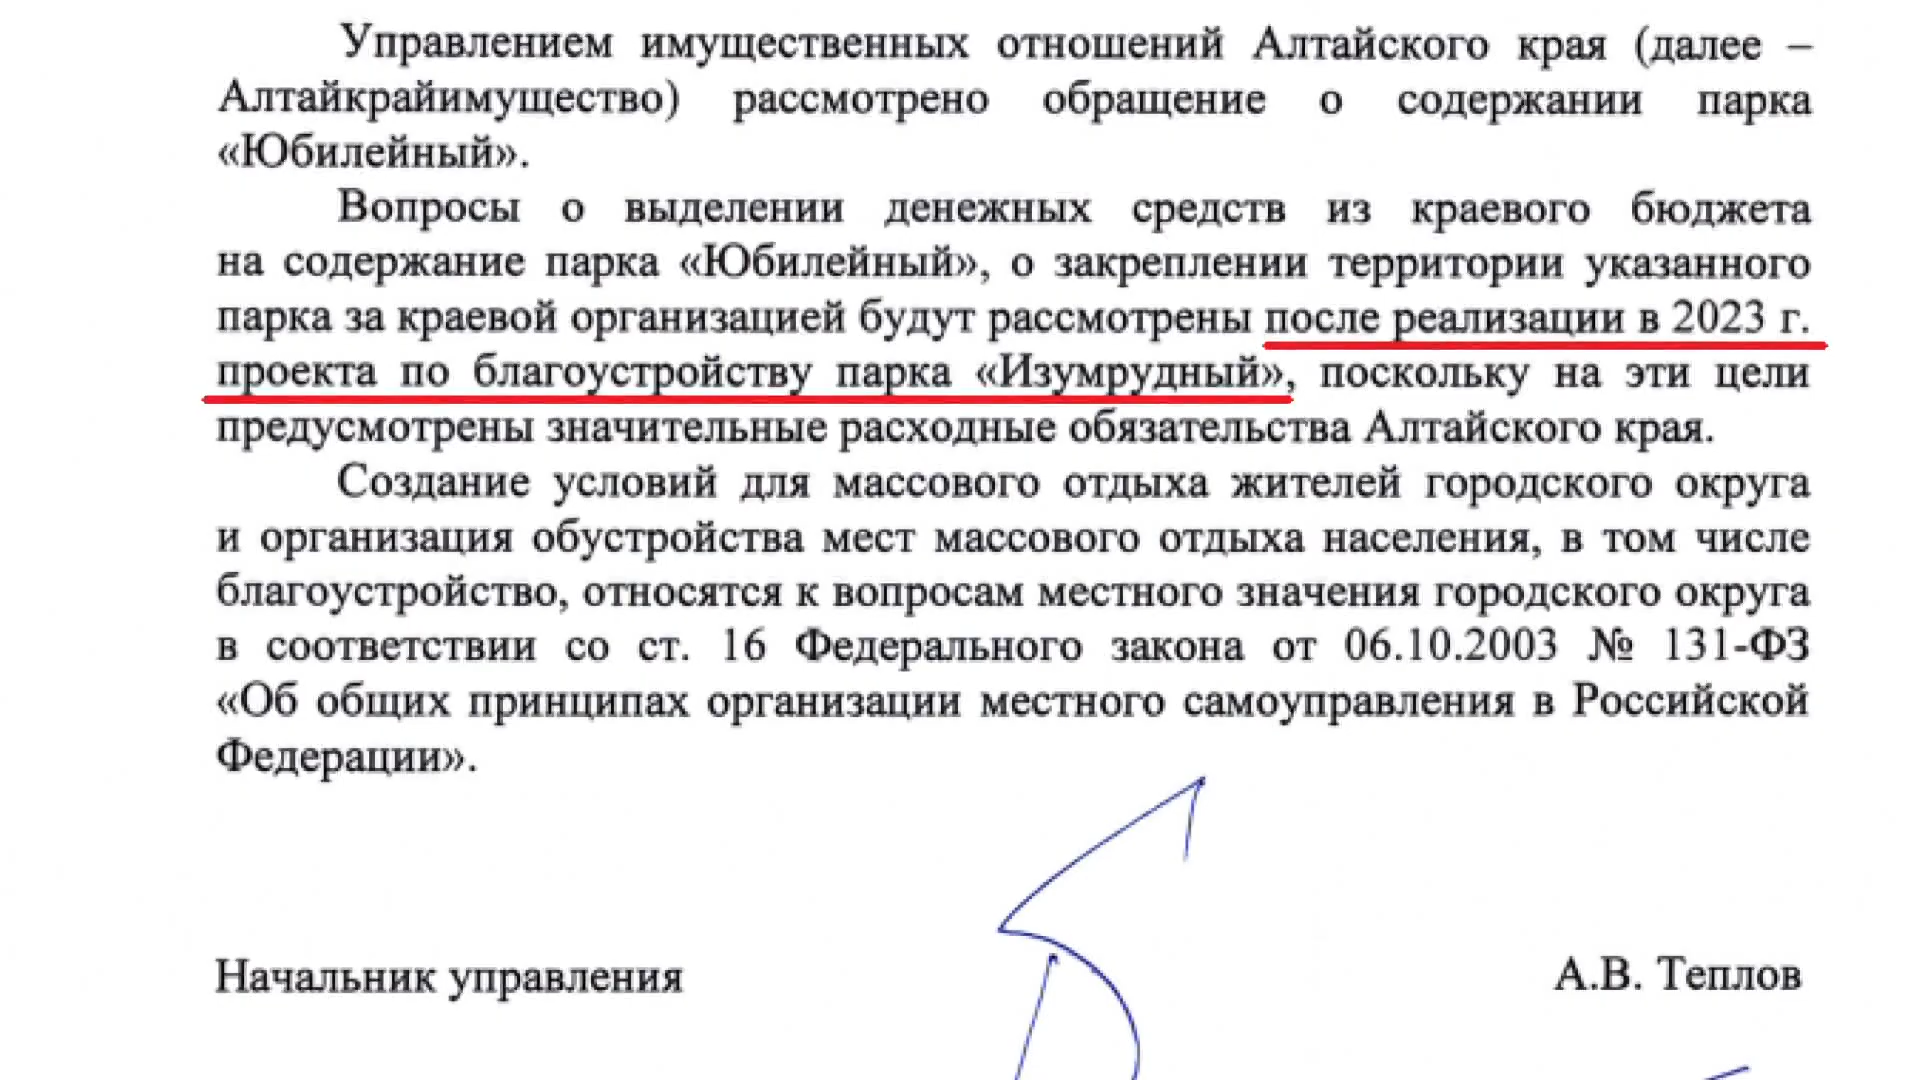 Управлением имущественных отношений Алтайского края (далее –
Алтайкрайимущество) рассмотрено обращение о содержании парка
«Юбилейный».
Вопросы о выделении денежных средств из краевого бюджета
на содержание парка «Юбилейный», о закреплении территории указанного
парка за краевой организацией будут рассмотрены после реализации в 2023 г.
проекта по благоустройству парка «Изумрудный», поскольку на эти цели
предусмотрены значительные расходные обязательства Алтайского края.
Создание условий для массового отдыха жителей городского округа
и организация обустройства мест массового отдыха населения, в том числе
благоустройство, относятся к вопросам местного значения городского округа
в соответствии со ст. 16 Федерального закона от 06.10.2003 № 131-ФЗ
«Об общих принципах организации местного самоуправления в Российской
Федерации».
Начальник управления
А.В. Теплов